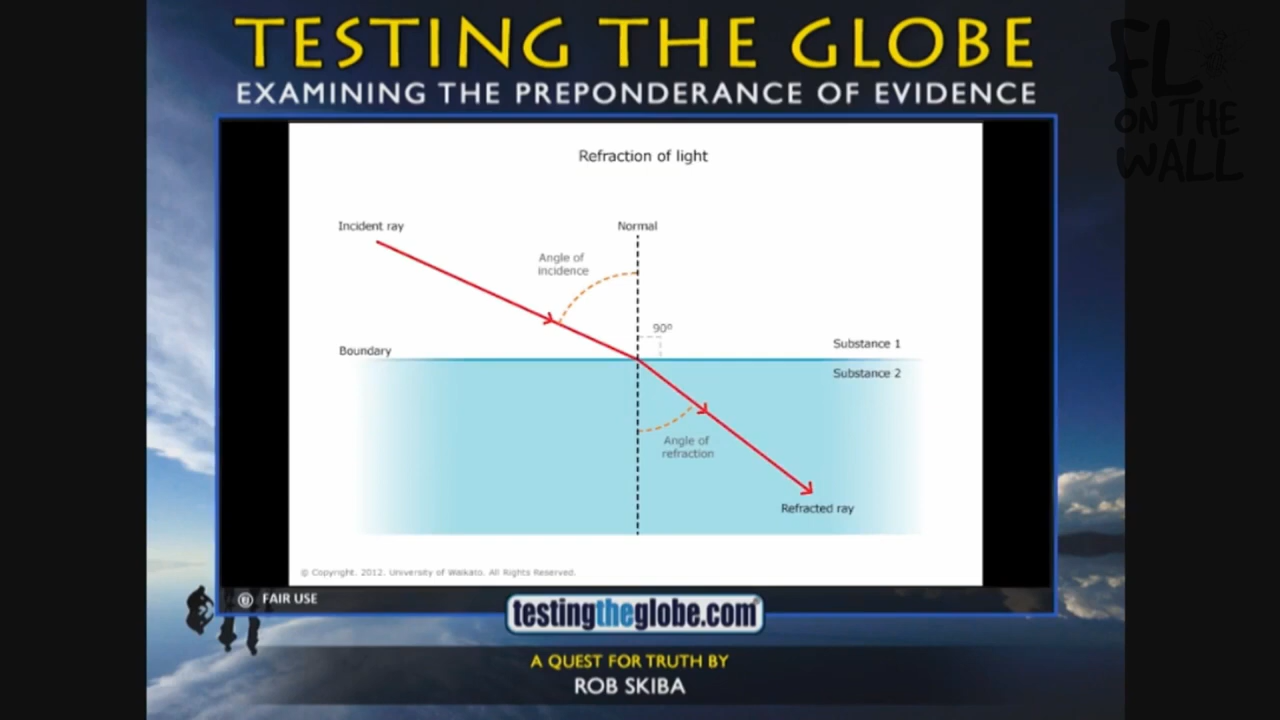 TESTING THE GLOBE
EXAMINING THE PREPONDERANCE OF EVIDENCE
FL
ON THE
WALL
Refraction of light
Incident ray
Normal
Angle of
incidence
90º
Boundary
Substance 1
Substance 2
Angle of
refraction
Refracted ray
© Copyright. 2012. University of Waikato. All Rights Reserved.
FAIR USE
testingtheglobe.com
A QUEST FOR TRUTH BY
ROB SKIBA